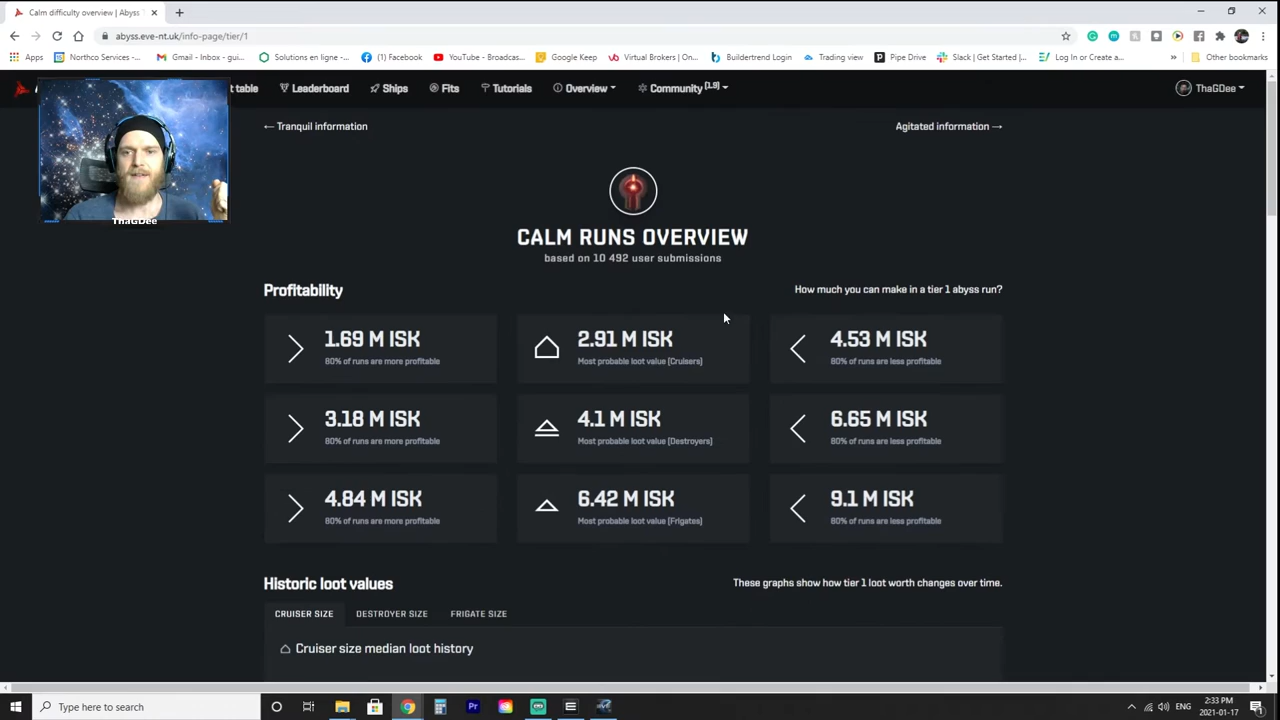 Calm difficulty overview | Abyss T
abyss.eve-nt.uk/info-page/tier/1
Apps
Northco Services -...
Gmail - Inbox - gui...
Solutions en ligne -...
(1) Facebook
YouTube - Broadcas...
Google Keep
Virtual Brokers | On...
Buildertrend Login
Trading view
Pipe Drive
Slack | Get Started |...
Log In or Create a...
»
Other bookmarks
t table
Leaderboard
Ships
Fits
Tutorials
Overview
Community [1.9]
ThaGDee
ThaGDee
← Tranquil information
Agitated information →
CALM RUNS OVERVIEW
based on 10 492 user submissions
Profitability
How much you can make in a tier 1 abyss run?
1.69 M ISK
80% of runs are more profitable
2.91 M ISK
Most probable loot value (Cruisers)
4.53 M ISK
80% of runs are less profitable
3.18 M ISK
80% of runs are more profitable
4.1 M ISK
Most probable loot value (Destroyers)
6.65 M ISK
80% of runs are less profitable
4.84 M ISK
80% of runs are more profitable
6.42 M ISK
Most probable loot value (Frigates)
9.1 M ISK
80% of runs are less profitable
Historic loot values
These graphs show how tier 1 loot worth changes over time.
CRUISER SIZE
DESTROYER SIZE
FRIGATE SIZE
Cruiser size median loot history
Type here to search
Pr
2:33 PM
2021-01-17